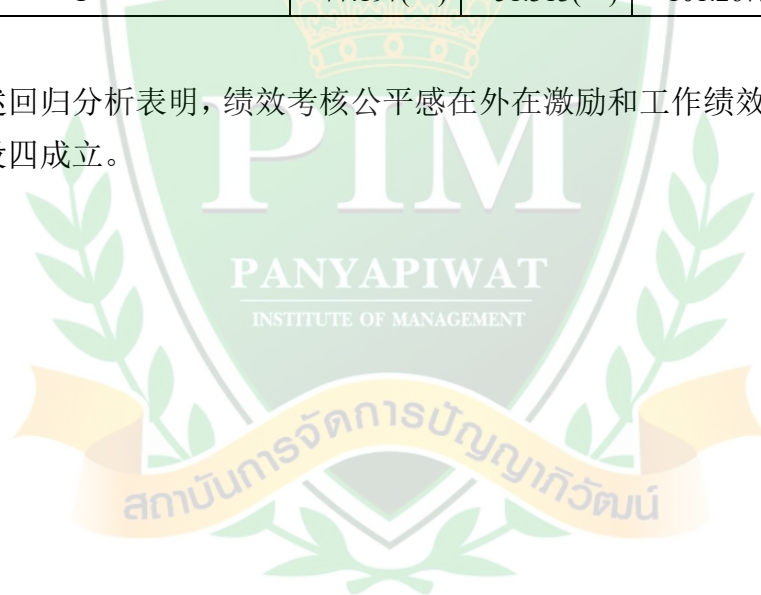 述回归分析表明，绩效考核公平感在外在激励和工作绩效
设四成立。
PIM
PANYAPIWAT
INSTITUTE OF MANAGEMENT
สถาบันการจัดการปัญญาภิวัฒน์